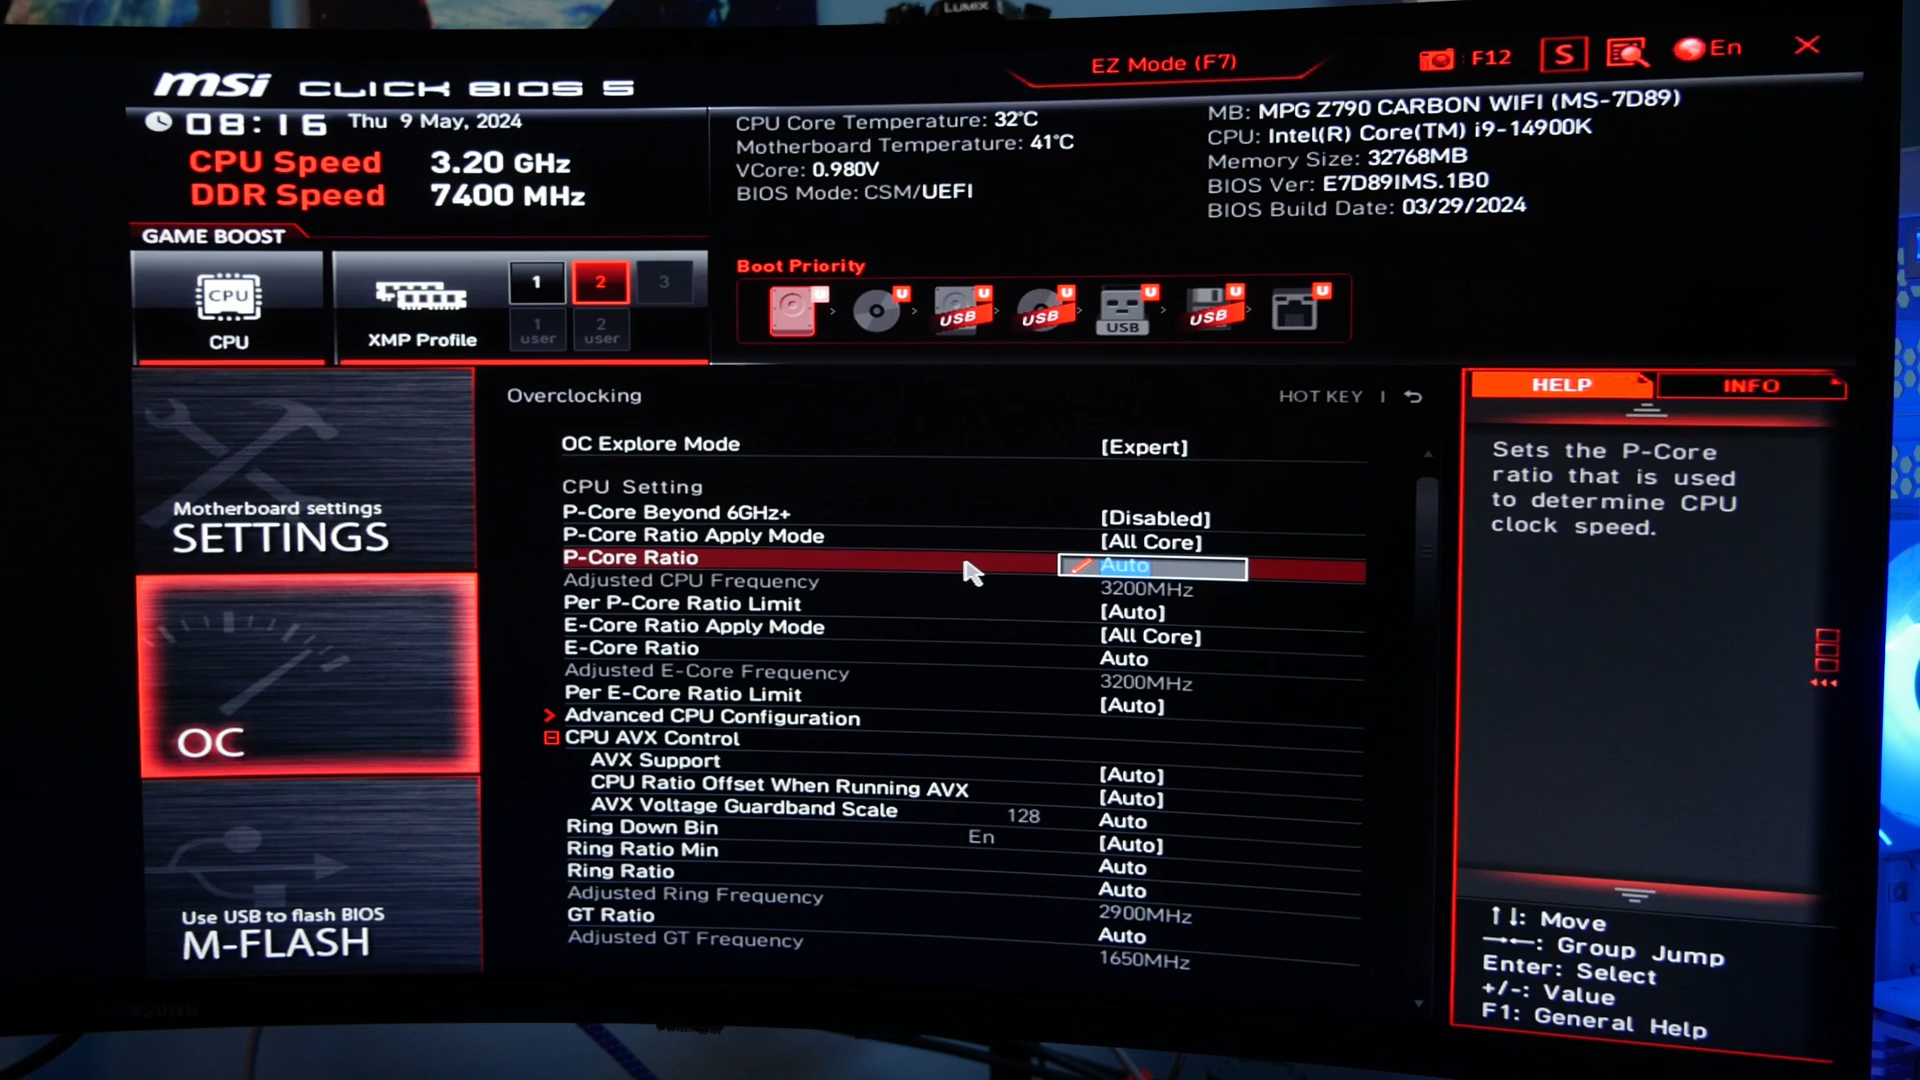 LUMIX
msi CLICK BIOS 5
EZ Mode (F7)
: F12
S
En
X
08:16 Thu 9 May, 2024
CPU Speed 3.20 GHz
DDR Speed 7400 MHz
CPU Core Temperature: 32°C
Motherboard Temperature: 41°C
VCore: 0.980V
BIOS Mode: CSM/UEFI
MB: MPG Z790 CARBON WIFI (MS-7D89)
CPU: Intel(R) Core(TM) i9-14900K
Memory Size: 32768MB
BIOS Ver: E7D89IMS.1B0
BIOS Build Date: 03/29/2024
GAME BOOST
CPU
CPU
XMP Profile
1 2 3
1 user 2 user
Boot Priority
U U U U U U U
USB USB USB USB
Motherboard settings
SETTINGS
OC
Use USB to flash BIOS
M-FLASH
Overclocking
HOT KEY |
OC Explore Mode [Expert]
CPU Setting
P-Core Beyond 6GHz+ [Disabled]
P-Core Ratio Apply Mode [All Core]
P-Core Ratio Auto
Adjusted CPU Frequency 3200MHz
Per P-Core Ratio Limit [Auto]
E-Core Ratio Apply Mode [All Core]
E-Core Ratio Auto
Adjusted E-Core Frequency 3200MHz
Per E-Core Ratio Limit [Auto]
Advanced CPU Configuration
CPU AVX Control
AVX Support [Auto]
CPU Ratio Offset When Running AVX [Auto]
AVX Voltage Guardband Scale 128 Auto
Ring Down Bin En [Auto]
Ring Ratio Min Auto
Ring Ratio Auto
Adjusted Ring Frequency 2900MHz
GT Ratio Auto
Adjusted GT Frequency 1650MHz
HELP
INFO
Sets the P-Core
ratio that is used
to determine CPU
clock speed.
↑↓: Move
→←: Group Jump
Enter: Select
+/-: Value
F1: General Help